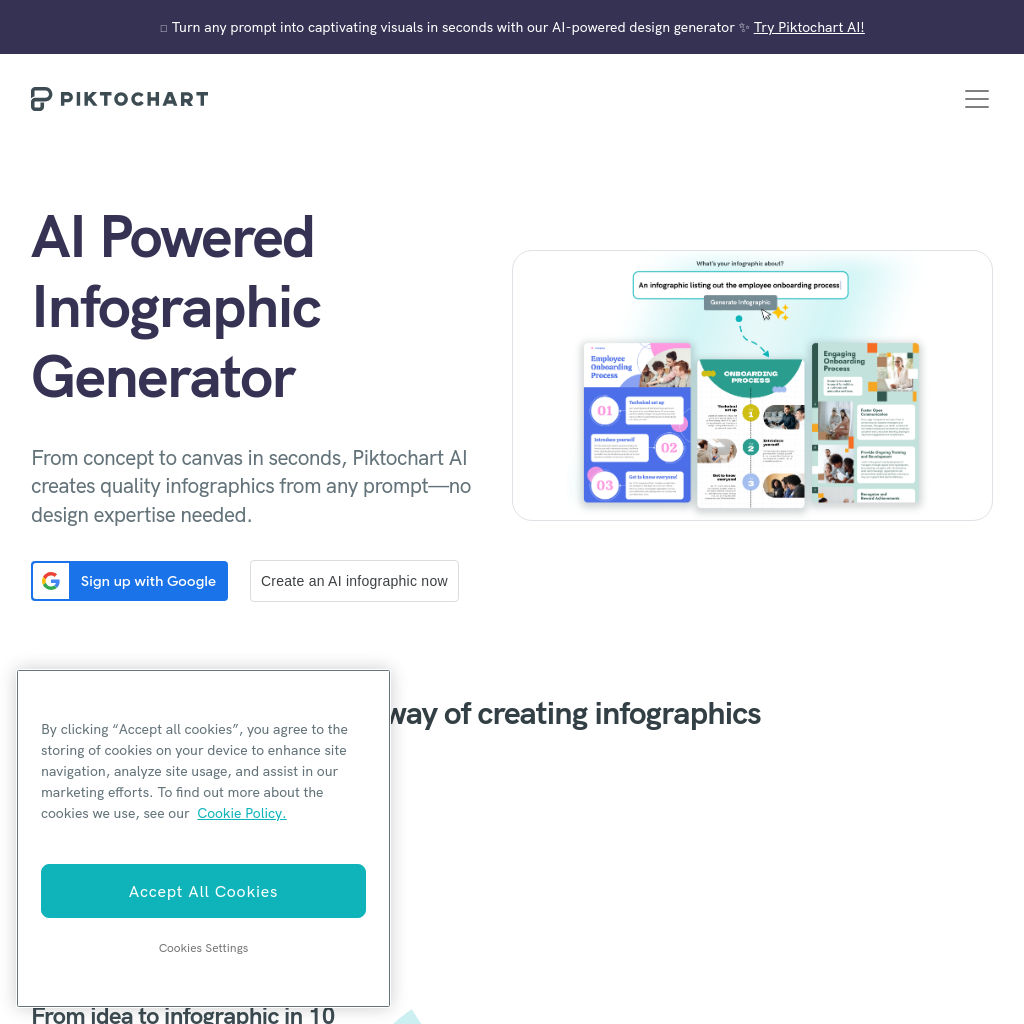 Turn any prompt into captivating visuals in seconds with our AI-powered design generator ✨ Try Piktochart AI!
PIKTOCHART
AI Powered
Infographic
Generator
From concept to canvas in seconds, Piktochart AI
creates quality infographics from any prompt—no
design expertise needed.
Sign up with Google
Create an AI infographic now
What's your infographic about?
An infographic listing out the employee onboarding process
Generate Infographic
Employee
Onboarding
Process
01
Technical set up
Introduce yourself
02
03
Get to know everyone!
ONBOARDING
PROCESS
Technical
set up
1
2
Introduce
yourself
Get to know
everyone!
3
Engaging
Onboarding
Process
Foster Open
Communication
Provide Ongoing Training
and Development
Recognize and
Reward Achievements
way of creating infographics
By clicking “Accept all cookies”, you agree to the
storing of cookies on your device to enhance site
navigation, analyze site usage, and assist in our
marketing efforts. To find out more about the
cookies we use, see our Cookie Policy.
Accept All Cookies
Cookies Settings
From idea to infographic in 10